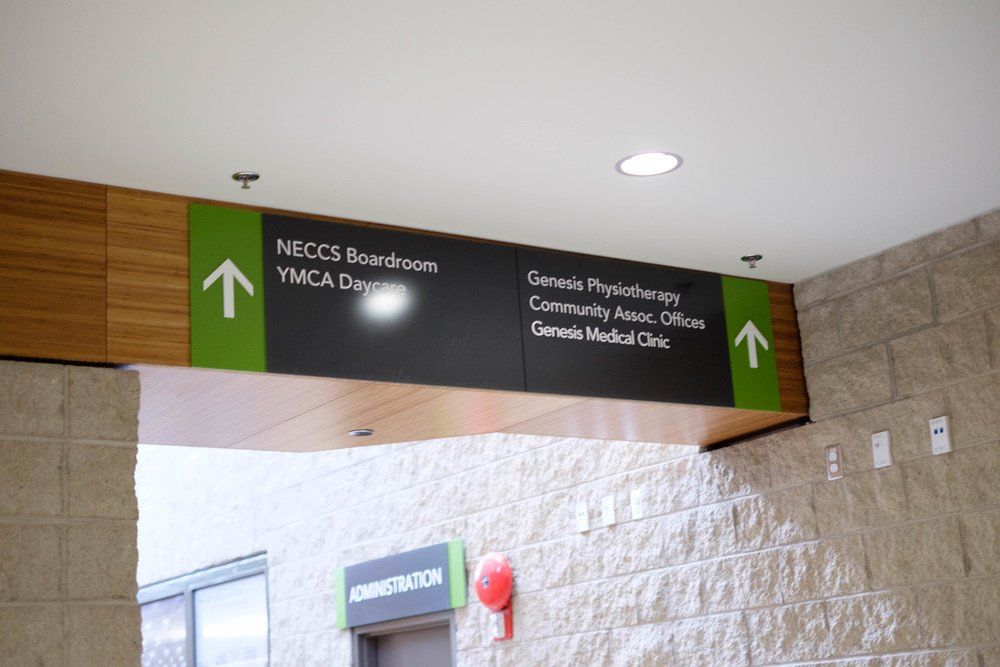 NECCS Boardroom
YMCA Daycare
Genesis Physiotherapy
Community Assoc. Offices
Genesis Medical Clinic
ADMINISTRATION